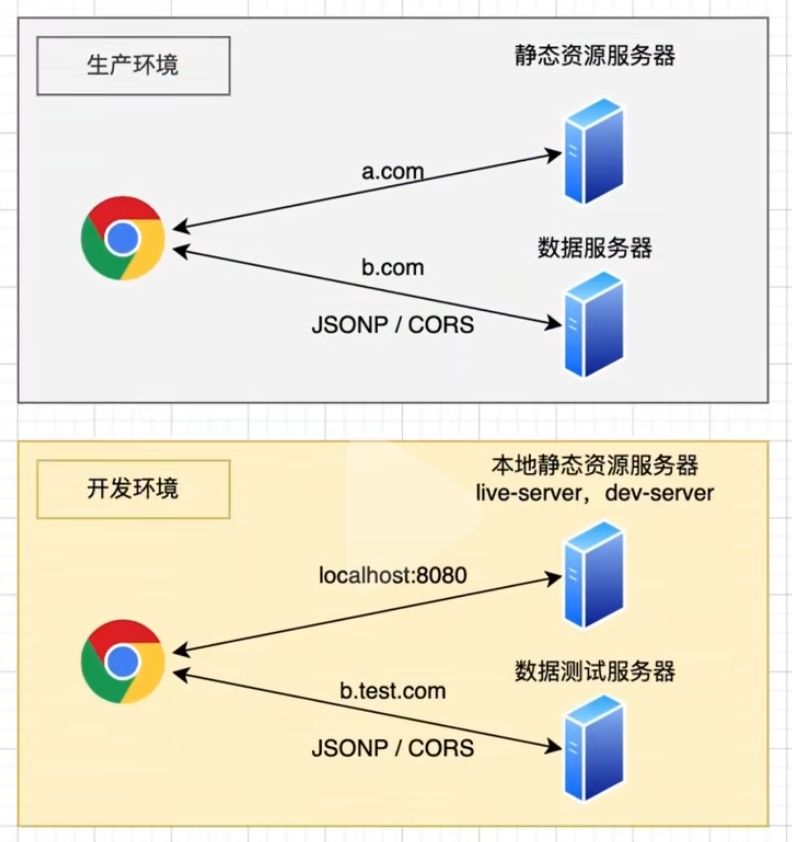 生产环境
静态资源服务器
a.com
数据服务器
b.com
JSONP / CORS
开发环境
本地静态资源服务器
live-server，dev-server
localhost:8080
数据测试服务器
b.test.com
JSONP / CORS